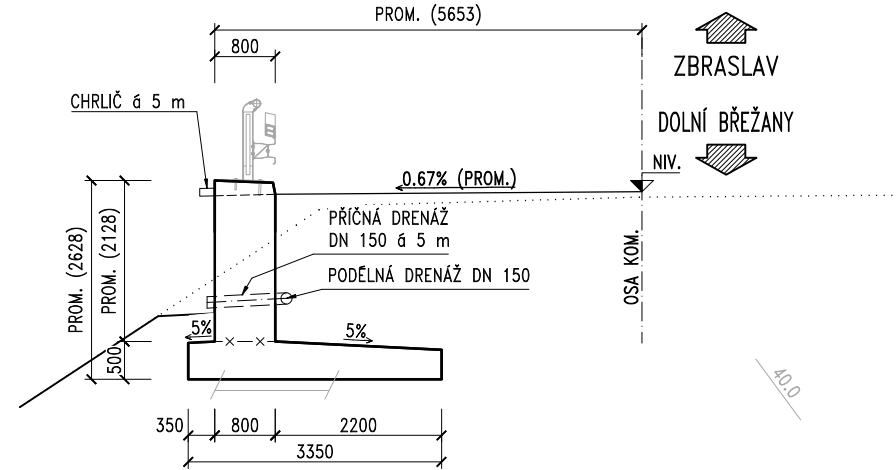 PROM. (5653)
800
ZBRASLAV
CHRLIČ á 5 m
DOLNÍ BŘEŽANY
NIV.
0.67% (PROM.)
PŘÍČNÁ DRENÁŽ
DN 150 á 5 m
PODÉLNÁ DRENÁŽ DN 150
PROM. (2628)
PROM. (2128)
500
OSA KOM.
5%
5%
40.0
350
800
2200
3350